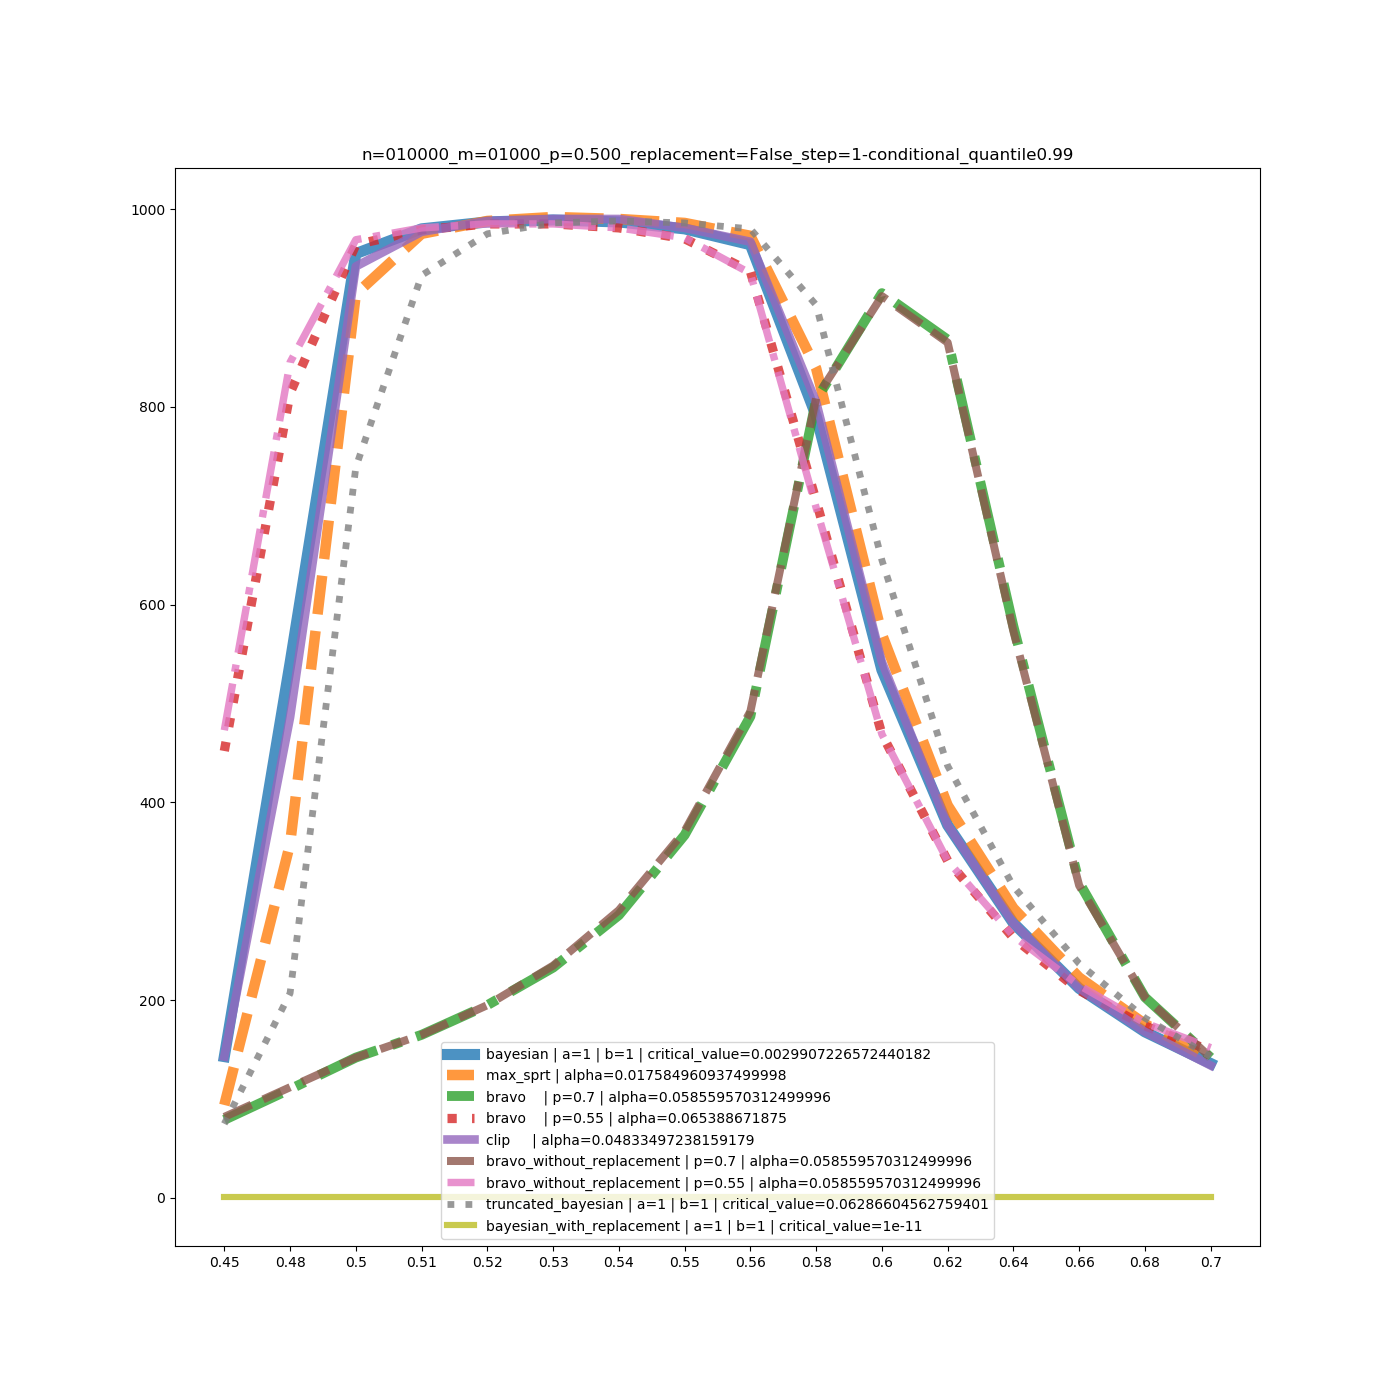 n=010000_m=01000_p=0.500_replacement=False_step=1-conditional_quantile0.99
1000
800
600
400
200
0
bayesian | a=1 | b=1 | critical_value=0.0029907226572440182
max_sprt | alpha=0.017584960937499998
bravo | p=0.7 | alpha=0.058559570312499996
bravo | p=0.55 | alpha=0.065388671875
clip | alpha=0.04833497238159179
bravo_without_replacement | p=0.7 | alpha=0.058559570312499996
bravo_without_replacement | p=0.55 | alpha=0.058559570312499996
truncated_bayesian | a=1 | b=1 | critical_value=0.06286604562759401
bayesian_with_replacement | a=1 | b=1 | critical_value=1e-11
0.45 0.48 0.5 0.51 0.52 0.53 0.54 0.55 0.56 0.58 0.6 0.62 0.64 0.66 0.68 0.7